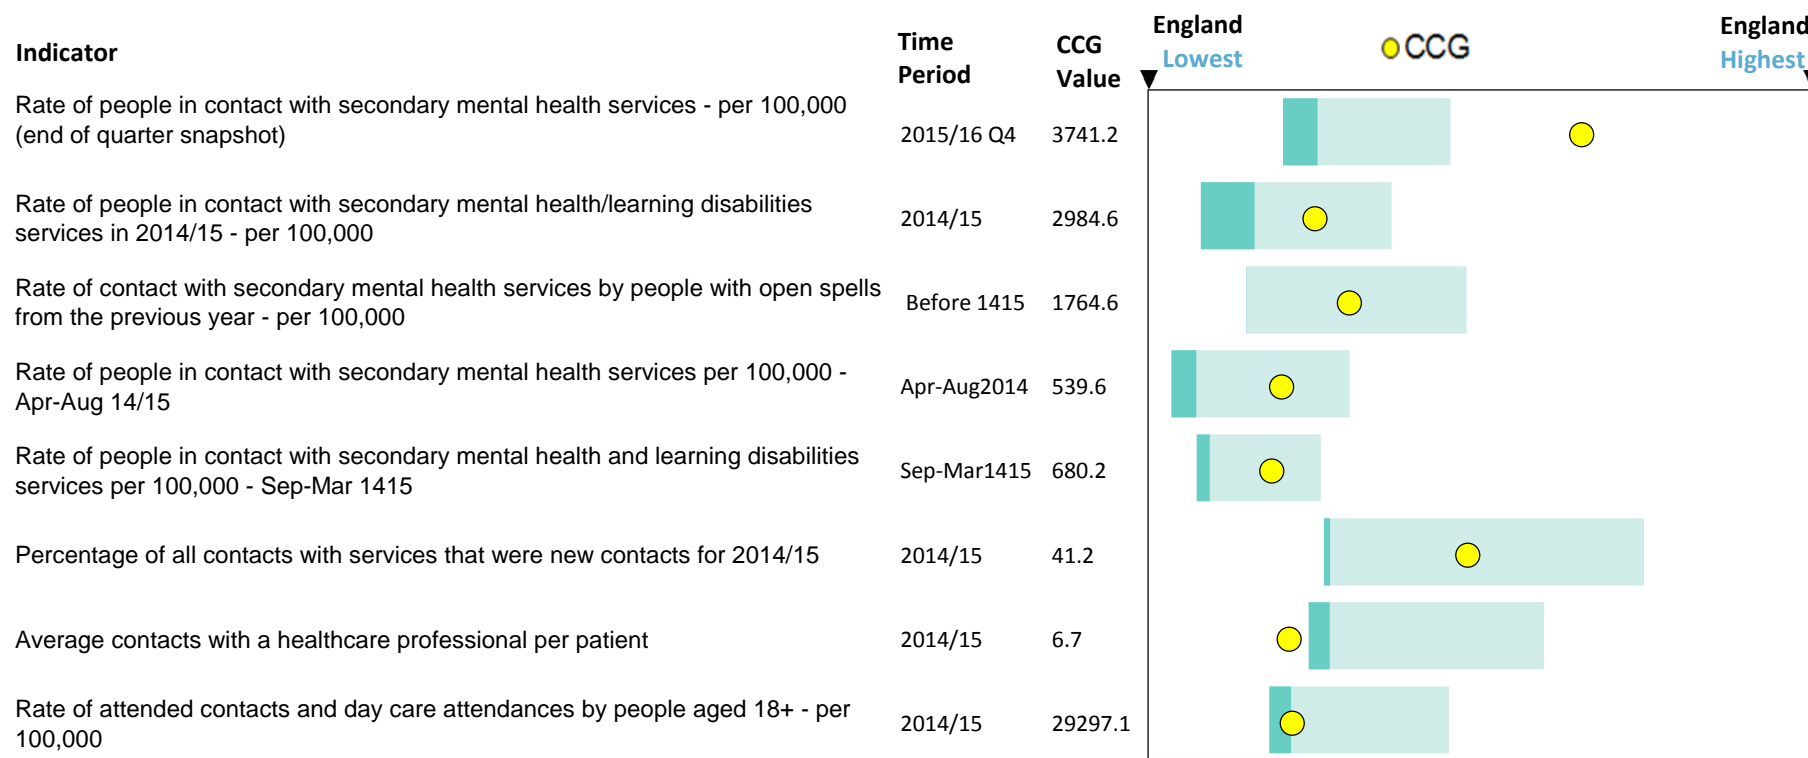 Indicator
Time
Period
CCG
Value
England
Lowest
CCG
England
Highest
Rate of people in contact with secondary mental health services - per 100,000
(end of quarter snapshot)
2015/16 Q4
3741.2
Rate of people in contact with secondary mental health/learning disabilities
services in 2014/15 - per 100,000
2014/15
2984.6
Rate of contact with secondary mental health services by people with open spells
from the previous year - per 100,000
Before 1415
1764.6
Rate of people in contact with secondary mental health services per 100,000 -
Apr-Aug 14/15
Apr-Aug2014
539.6
Rate of people in contact with secondary mental health and learning disabilities
services per 100,000 - Sep-Mar 1415
Sep-Mar1415
680.2
Percentage of all contacts with services that were new contacts for 2014/15
2014/15
41.2
Average contacts with a healthcare professional per patient
2014/15
6.7
Rate of attended contacts and day care attendances by people aged 18+ - per
100,000
2014/15
29297.1